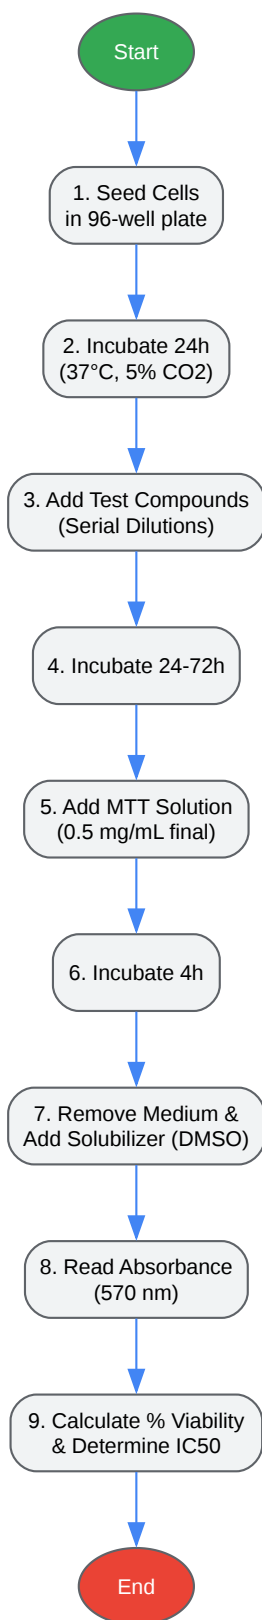 Start
1. Seed Cells
in 96-well plate
2. Incubate 24h
(37°C, 5% CO2)
3. Add Test Compounds
(Serial Dilutions)
4. Incubate 24-72h
5. Add MTT Solution
(0.5 mg/mL final)
6. Incubate 4h
7. Remove Medium &
Add Solubilizer (DMSO)
8. Read Absorbance
(570 nm)
9. Calculate % Viability
& Determine IC50
End